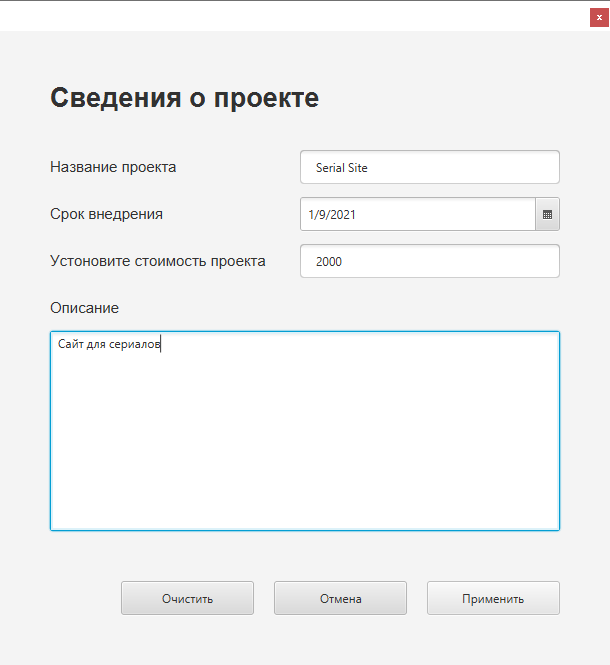 x
Сведения о проекте
Название проекта
Serial Site
Срок внедрения
1/9/2021
Устоновите стоимость проекта
2000
Описание
Сайт для сериалов
Очистить
Отмена
Применить